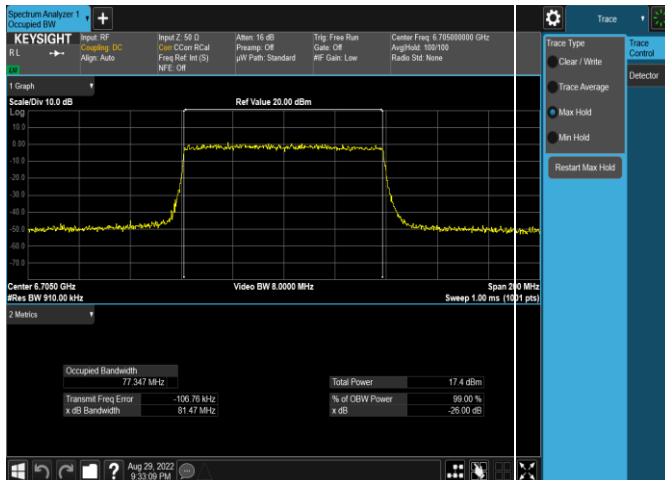 Spectrum Analyzer 1
Occupied BW
+
Trace
KEYSIGHT
R L
Input: RF
Coupling: DC
Align: Auto
Input Z: 50 Ω
Corr CCorr RCal
Freq Ref: Int (S)
NFE: Off
Atten: 16 dB
Preamp: Off
µW Path: Standard
Trig: Free Run
Gate: Off
#IF Gain: Low
Center Freq: 6.705000000 GHz
Avg|Hold: 100/100
Radio Std: None
Trace Type
Clear / Write
Trace Average
Max Hold
Min Hold
Restart Max Hold
Trace
Control
Detector
1 Graph
Scale/Div 10.0 dB
Ref Value 20.00 dBm
Log
10.0
0.00
-10.0
-20.0
-30.0
-40.0
-50.0
-60.0
-70.0
Center 6.7050 GHz
#Res BW 910.00 kHz
Video BW 8.0000 MHz
Span 200 MHz
Sweep 1.00 ms (1001 pts)
2 Metrics
Occupied Bandwidth
77.347 MHz
Transmit Freq Error -106.76 kHz
x dB Bandwidth 81.47 MHz
Total Power 17.4 dBm
% of OBW Power 99.00 %
x dB -26.00 dB
?
Aug 29, 2022
9:33:09 PM